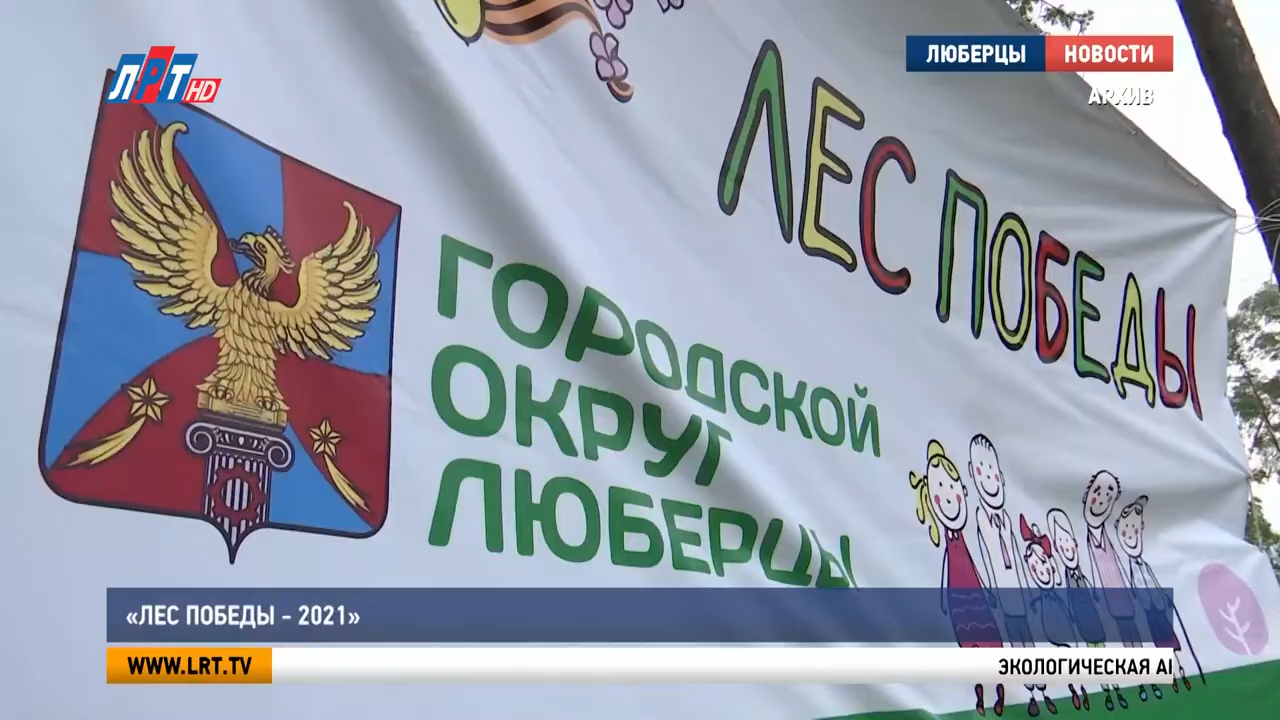 ЛРТ HD
ЛЮБЕРЦЫ НОВОСТИ
АРХИВ
ЛЕС ПОБЕДЫ
ГОРОДСКОЙ
ОКРУГ
ЛЮБЕРЦЫ
«ЛЕС ПОБЕДЫ - 2021»
WWW.LRT.TV
ЭКОЛОГИЧЕСКАЯ